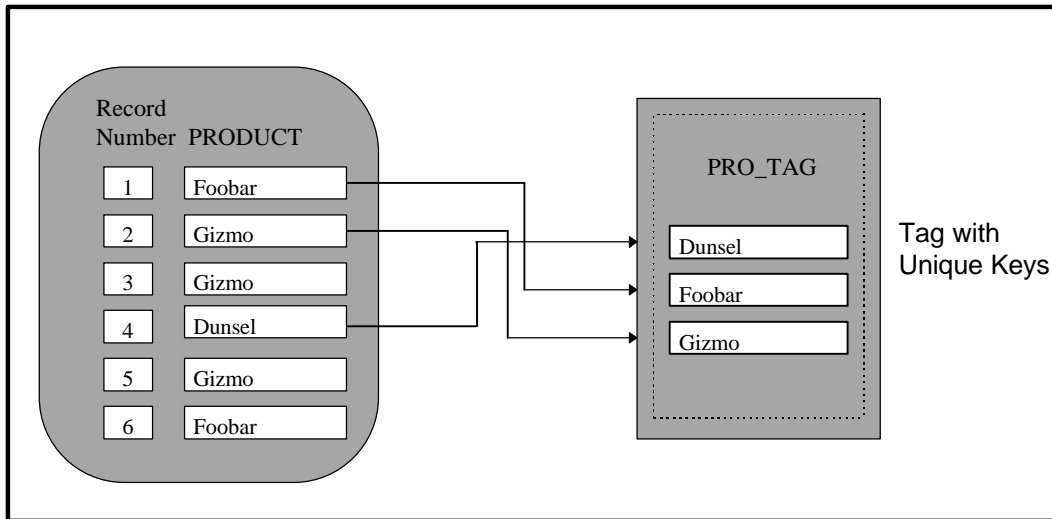 Record
Number PRODUCT
1 Foobar
2 Gizmo
3 Gizmo
4 Dunsel
5 Gizmo
6 Foobar
PRO_TAG
Dunsel
Foobar
Gizmo
Tag with
Unique Keys